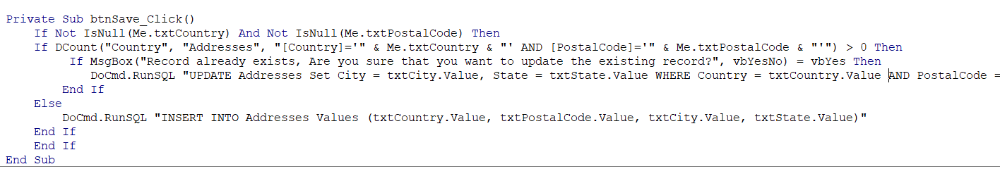 Private Sub btnSave_Click()
    If Not IsNull(Me.txtCountry) And Not IsNull(Me.txtPostalCode) Then
    If DCount("Country", "Addresses", "[Country]='" & Me.txtCountry & "' AND [PostalCode]='" & Me.txtPostalCode & "'") > 0 Then
         If MsgBox("Record already exists, Are you sure that you want to update the existing record?", vbYesNo) = vbYes Then
            DoCmd.RunSQL "UPDATE Addresses Set City = txtCity.Value, State = txtState.Value WHERE Country = txtCountry.Value AND PostalCode =
        End If
    Else
        DoCmd.RunSQL "INSERT INTO Addresses Values (txtCountry.Value, txtPostalCode.Value, txtCity.Value, txtState.Value)"
    End If
    End If
End Sub